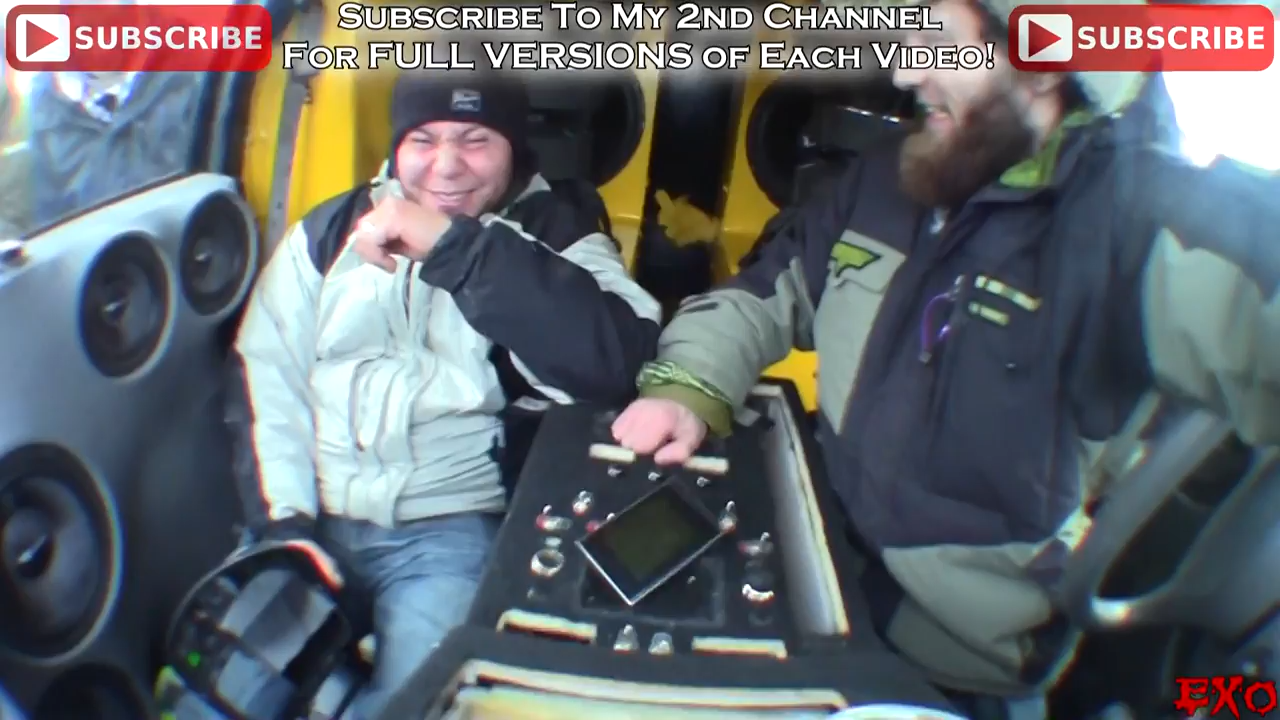 SUBSCRIBE
SUBSCRIBE TO MY 2ND CHANNEL
FOR FULL VERSIONS OF EACH VIDEO!
SUBSCRIBE
EXO